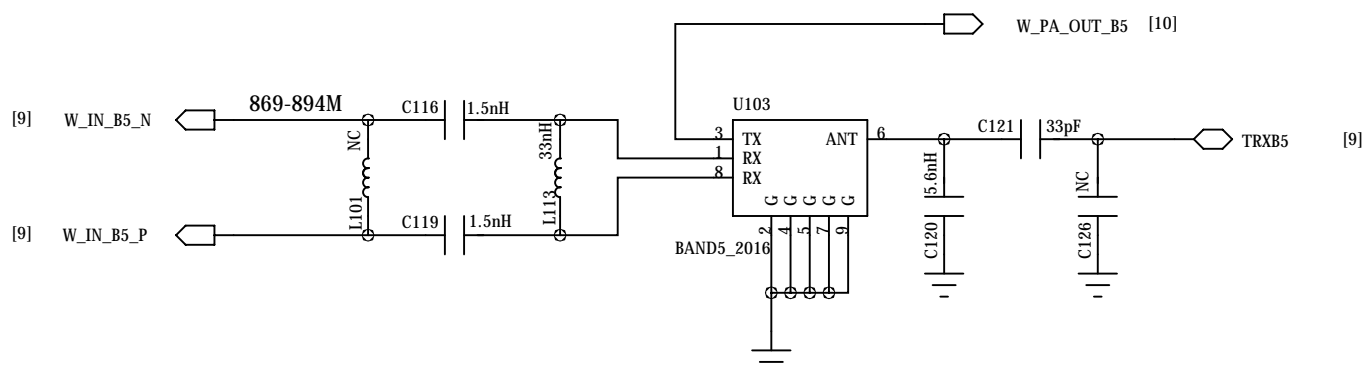 W_PA_OUT_B5 [10]
869-894M
[9] W_IN_B5_N
C116 1.5nH
NC
L101
33nH
L113
U103
3 TX ANT 6
1 RX
8 RX
G G G G G
2 4 5 7 9
BAND5_2016
C121 33pF
TRXB5 [9]
5.6nH
C120
NC
C126
[9] W_IN_B5_P
C119 1.5nH